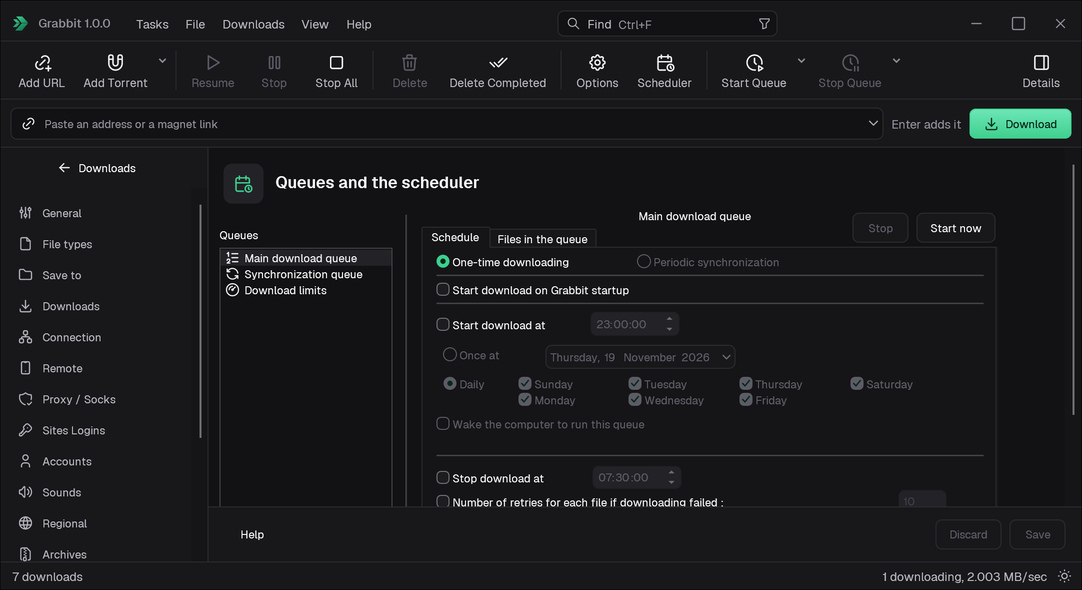 Grabbit 1.0.0 Tasks File Downloads View Help Find Ctrl+F
Add URL Add Torrent Resume Stop Stop All Delete Delete Completed Options Scheduler Start Queue Stop Queue Details
Paste an address or a magnet link Enter adds it Download
Downloads
General
File types
Save to
Downloads
Connection
Remote
Proxy / Socks
Sites Logins
Accounts
Sounds
Regional
Archives
Queues and the scheduler
Queues
Main download queue
Synchronization queue
Download limits
Main download queue Stop Start now
Schedule Files in the queue
One-time downloading Periodic synchronization
Start download on Grabbit startup
Start download at 23:00:00
Once at Thursday, 19 November 2026
Daily Sunday Tuesday Thursday Saturday
Monday Wednesday Friday
Wake the computer to run this queue
Stop download at 07:30:00
Number of retries for each file if downloading failed : 10
Help Discard Save
7 downloads 1 downloading, 2.003 MB/sec